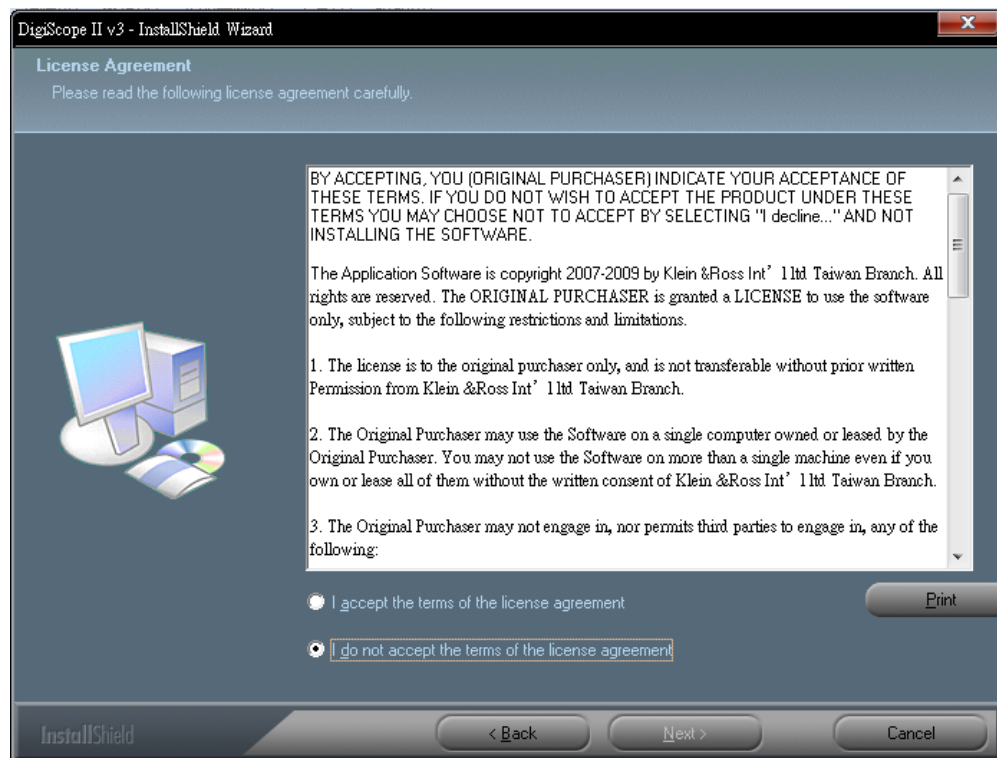 DigiScope II v3 - InstallShield Wizard
License Agreement
Please read the following license agreement carefully.
BY ACCEPTING, YOU (ORIGINAL PURCHASER) INDICATE YOUR ACCEPTANCE OF
THESE TERMS. IF YOU DO NOT WISH TO ACCEPT THE PRODUCT UNDER THESE
TERMS YOU MAY CHOOSE NOT TO ACCEPT BY SELECTING "I decline..." AND NOT
INSTALLING THE SOFTWARE.
The Application Software is copyright 2007-2009 by Klein &Ross Int’ l ltd Taiwan Branch. All
rights are reserved. The ORIGINAL PURCHASER is granted a LICENSE to use the software
only, subject to the following restrictions and limitations.
1. The license is to the original purchaser only, and is not transferable without prior written
Permission from Klein &Ross Int’ l ltd Taiwan Branch.
2. The Original Purchaser may use the Software on a single computer owned or leased by the
Original Purchaser. You may not use the Software on more than a single machine even if you
own or lease all of them without the written consent of Klein &Ross Int’ l ltd Taiwan Branch.
3. The Original Purchaser may not engage in, nor permits third parties to engage in, any of the
following:
I accept the terms of the license agreement
Print
I do not accept the terms of the license agreement
InstallShield
< Back
Next >
Cancel